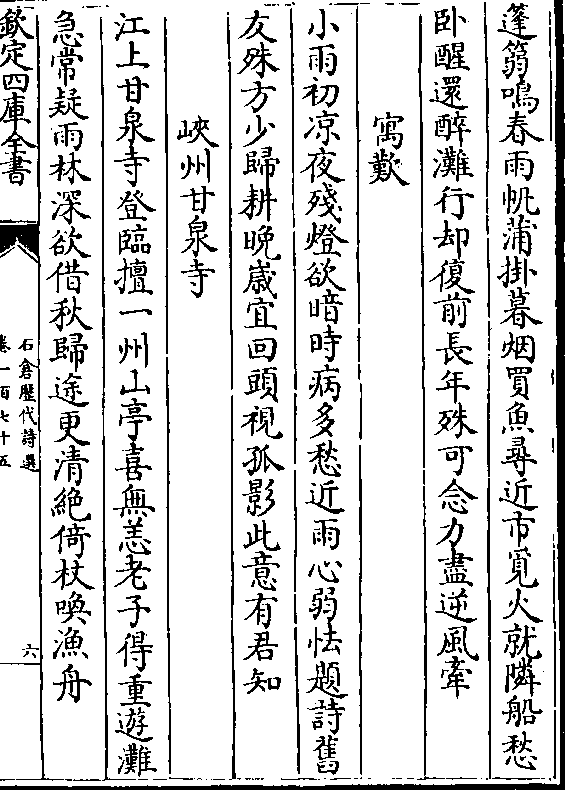 蓬窮鳴春雨帆蒲掛暮烟買魚尋近市覓火就隣船愁
卧醒還醉灘行却復前長年殊可念力盡逆風牽
寓歎
小雨初凉夜殘燈欲暗時病多愁近雨心弱怯題詩舊
友殊方少歸耕晚嵗宜回頭視孤影此意有君知
峽州甘泉寺
江上甘泉寺登臨擅一州山亭喜無恙老子得重遊灘
急常疑雨林深欲借秋歸途更清絶倚杖喚漁舟
欽定四庫全書
石倉歷代詩選
卷一百七十五
六